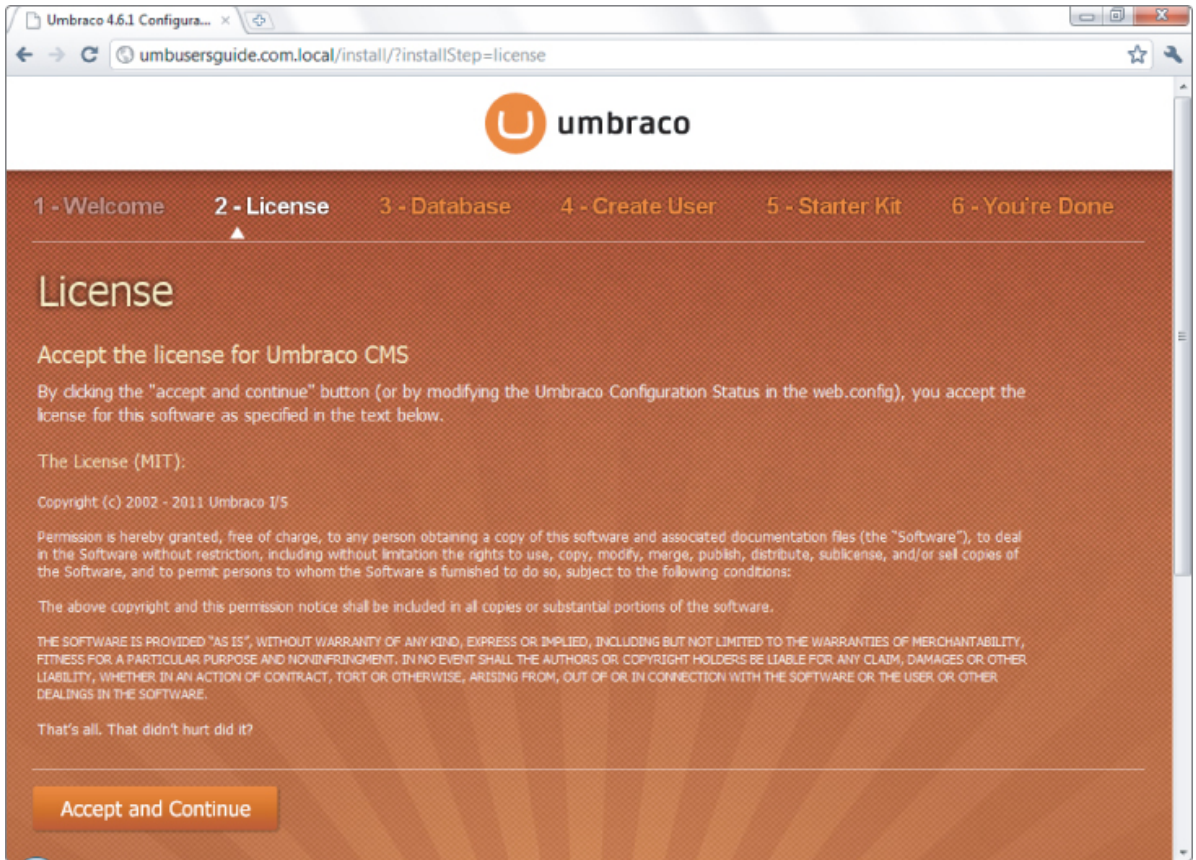 Umbraco 4.6.1 Configura...
umbusersguide.com.local/install/?installStep=license
umbraco
1 - Welcome 2 - License 3 - Database 4 - Create User 5 - Starter Kit 6 - You're Done
License
Accept the license for Umbraco CMS
By clicking the "accept and continue" button (or by modifying the Umbraco Configuration Status in the web.config), you accept the
license for this software as specified in the text below.
The License (MIT):
Copyright (c) 2002 - 2011 Umbraco I/S
Permission is hereby granted, free of charge, to any person obtaining a copy of this software and associated documentation files (the "Software"), to deal
in the Software without restriction, including without limitation the rights to use, copy, modify, merge, publish, distribute, sublicense, and/or sell copies of
the Software, and to permit persons to whom the Software is furnished to do so, subject to the following conditions:
The above copyright and this permission notice shall be included in all copies or substantial portions of the software.
THE SOFTWARE IS PROVIDED "AS IS", WITHOUT WARRANTY OF ANY KIND, EXPRESS OR IMPLIED, INCLUDING BUT NOT LIMITED TO THE WARRANTIES OF MERCHANTABILITY,
FITNESS FOR A PARTICULAR PURPOSE AND NONINFRINGMENT. IN NO EVENT SHALL THE AUTHORS OR COPYRIGHT HOLDERS BE LIABLE FOR ANY CLAIM, DAMAGES OR OTHER
LIABILITY, WHETHER IN AN ACTION OF CONTRACT, TORT OR OTHERWISE, ARISING FROM, OUT OF OR IN CONNECTION WITH THE SOFTWARE OR THE USER OR OTHER
DEALINGS IN THE SOFTWARE.
That's all. That didn't hurt did it?
Accept and Continue